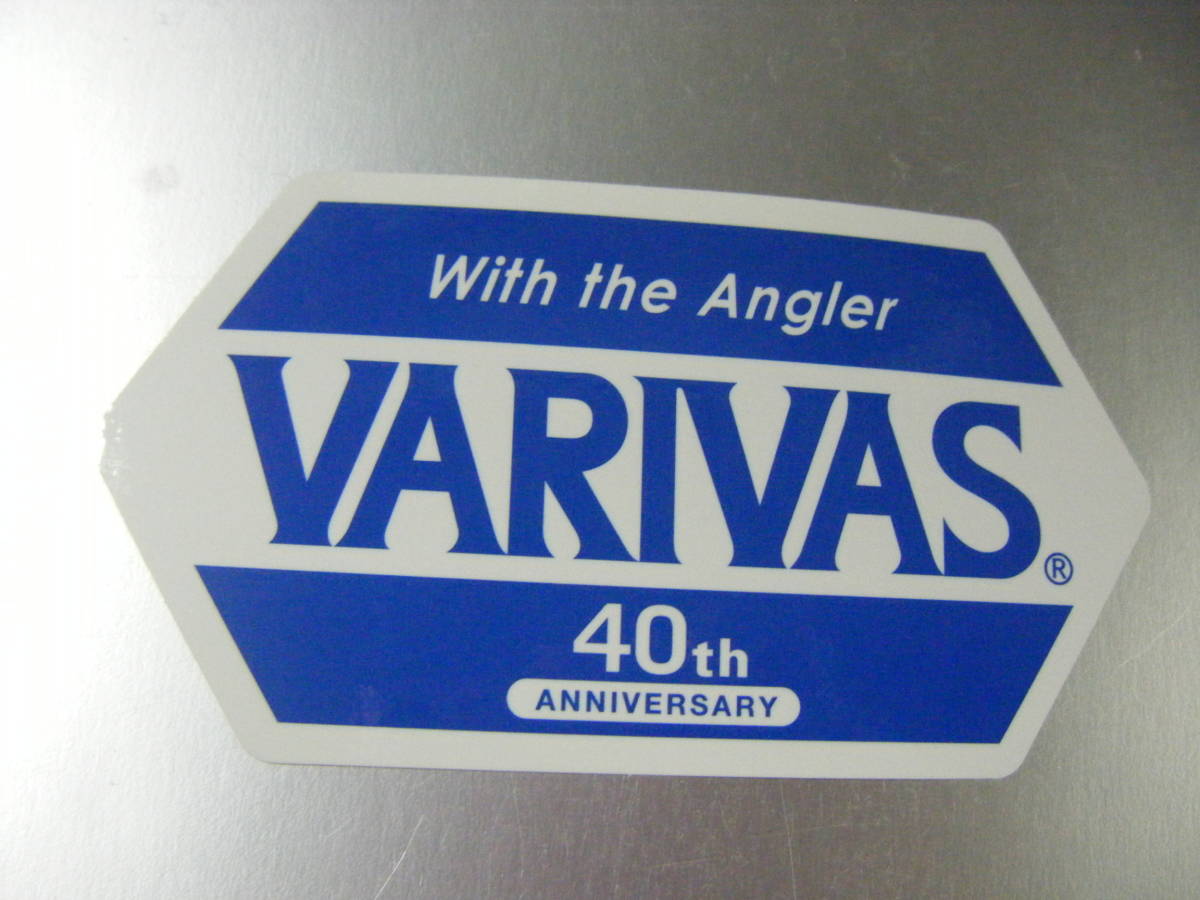 With the Angler
VARIVAS®
40th
ANNIVERSARY